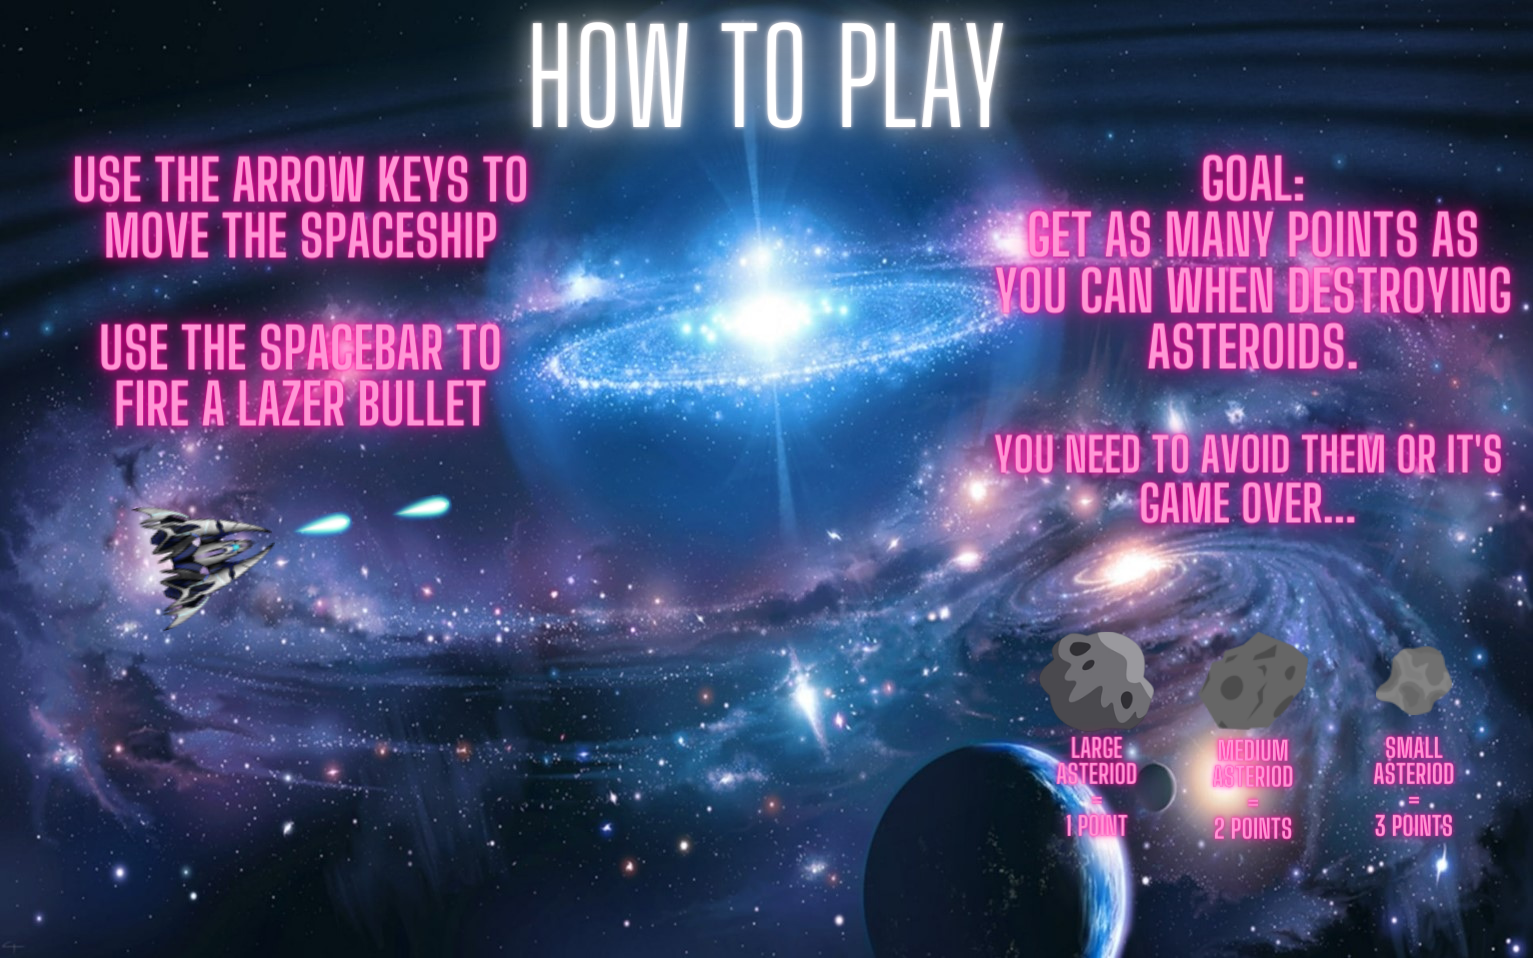 HOW TO PLAY
USE THE ARROW KEYS TO
MOVE THE SPACESHIP
USE THE SPACEBAR TO
FIRE A LAZER BULLET
GOAL:
GET AS MANY POINTS AS
YOU CAN WHEN DESTROYING
ASTEROIDS.
YOU NEED TO AVOID THEM OR IT'S
GAME OVER...
LARGE
ASTERIOD
=
1 POINT
MEDIUM
ASTERIOD
=
2 POINTS
SMALL
ASTERIOD
=
3 POINTS